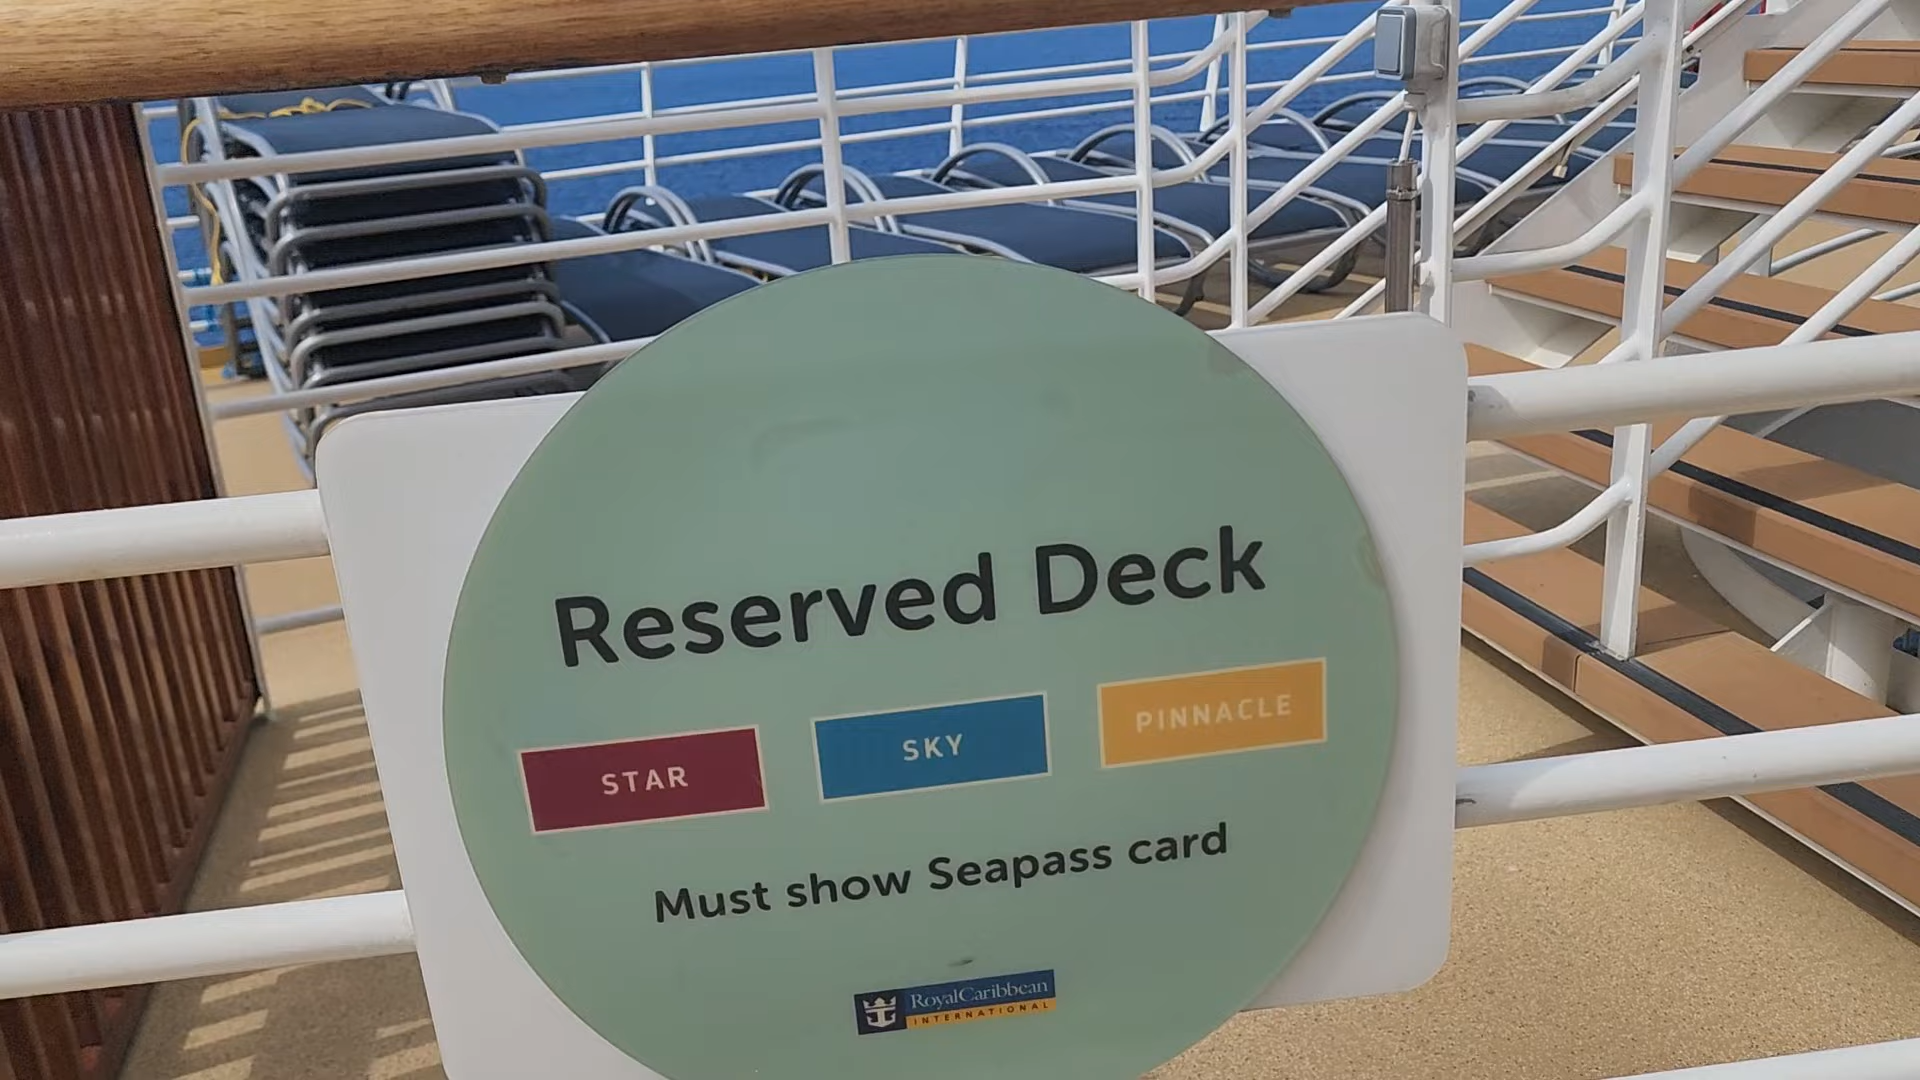 Reserved Deck
STAR SKY PINNACLE
Must show Seapass card
RoyalCaribbean
INTERNATIONAL